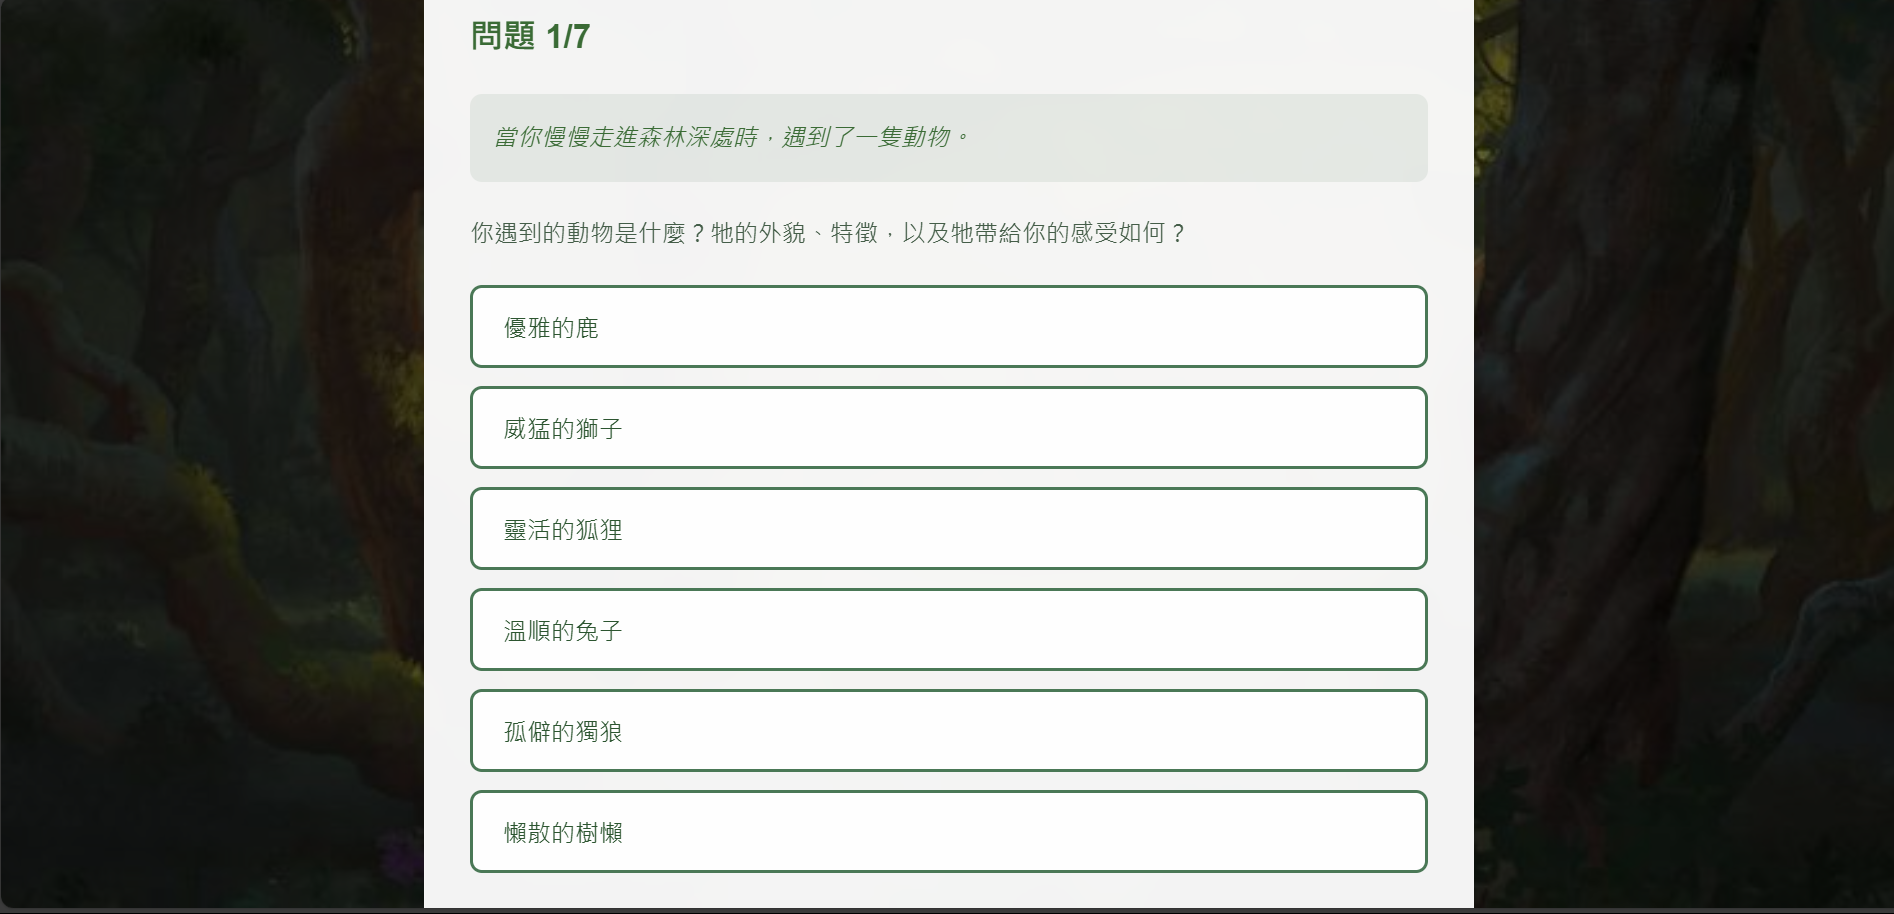 問題 1/7
當你慢慢走進森林深處時，遇到了一隻動物。
你遇到的動物是什麼？牠的外貌、特徵，以及牠帶給你的感受如何？
優雅的鹿
威猛的獅子
靈活的狐狸
溫順的兔子
孤僻的獨狼
懶散的樹懶